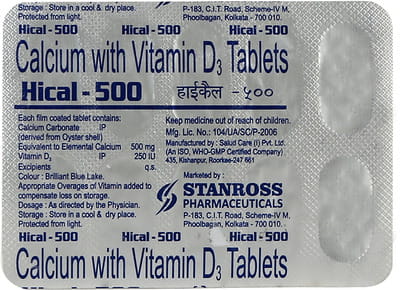 Storage : Store in a cool & dry place.
Protected from light.
P-183, C.I.T. Road, Scheme-IV M,
Phoolbagan, Kolkata - 700 010.
Hical - 500 Hical - 500 Hical - 500
Calcium with Vitamin D3 Tablets
Hical - 500 हाईकैल - ५००
Each film coated tablet contains:
Calcium Carbonate IP
(derived from Oyster shell)
Equivalent to Elemental Calcium 500 mg
Vitamin D3 IP 250 IU
Excipients q.s.
Colour : Brilliant Blue Lake.
Appropriate Overages of Vitamin added to
compensate loss on storage.
Dosage : As directed by the Physician.
Storage : Store in a cool & dry place.
Protected from light.
Keep medicine out of reach of children.
Mfg. Lic. No.: 104/UA/SC/P-2006
Manufactured by : Salud Care (I) Pvt. Ltd.
(An ISO, WHO-GMP Certified Company)
435, Kishanpur, Roorkee-247 661
Marketed by :
STANROSS
PHARMACEUTICALS
P-183, C.I.T. Road, Scheme-IV M,
Phoolbagan, Kolkata - 700 010.
Hical - 500 Hical - 500 Hical - 500
Calcium with Vitamin D3 Tablets